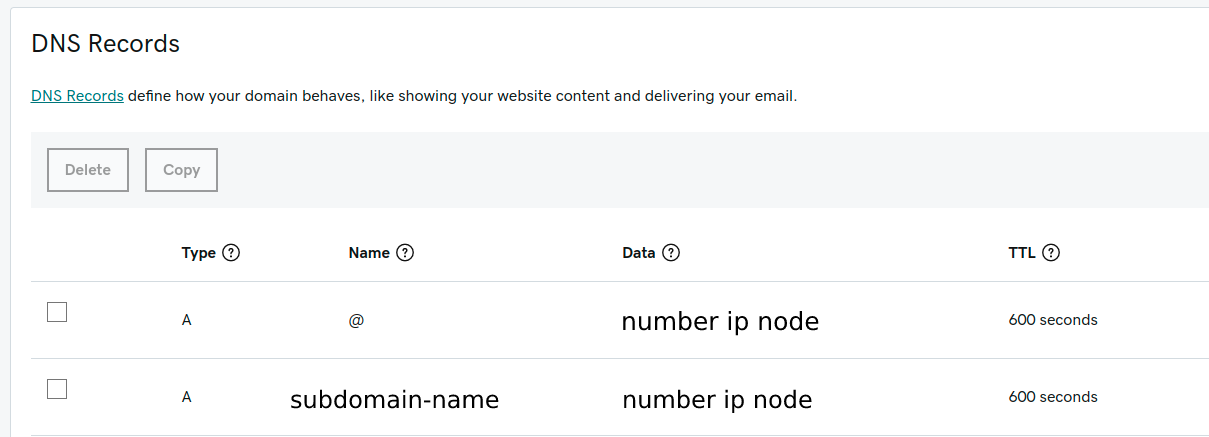 DNS Records
DNS Records define how your domain behaves, like showing your website content and delivering your email.
Delete Copy
Type ? Name ? Data ? TTL ?
A @ number ip node 600 seconds
A subdomain-name number ip node 600 seconds